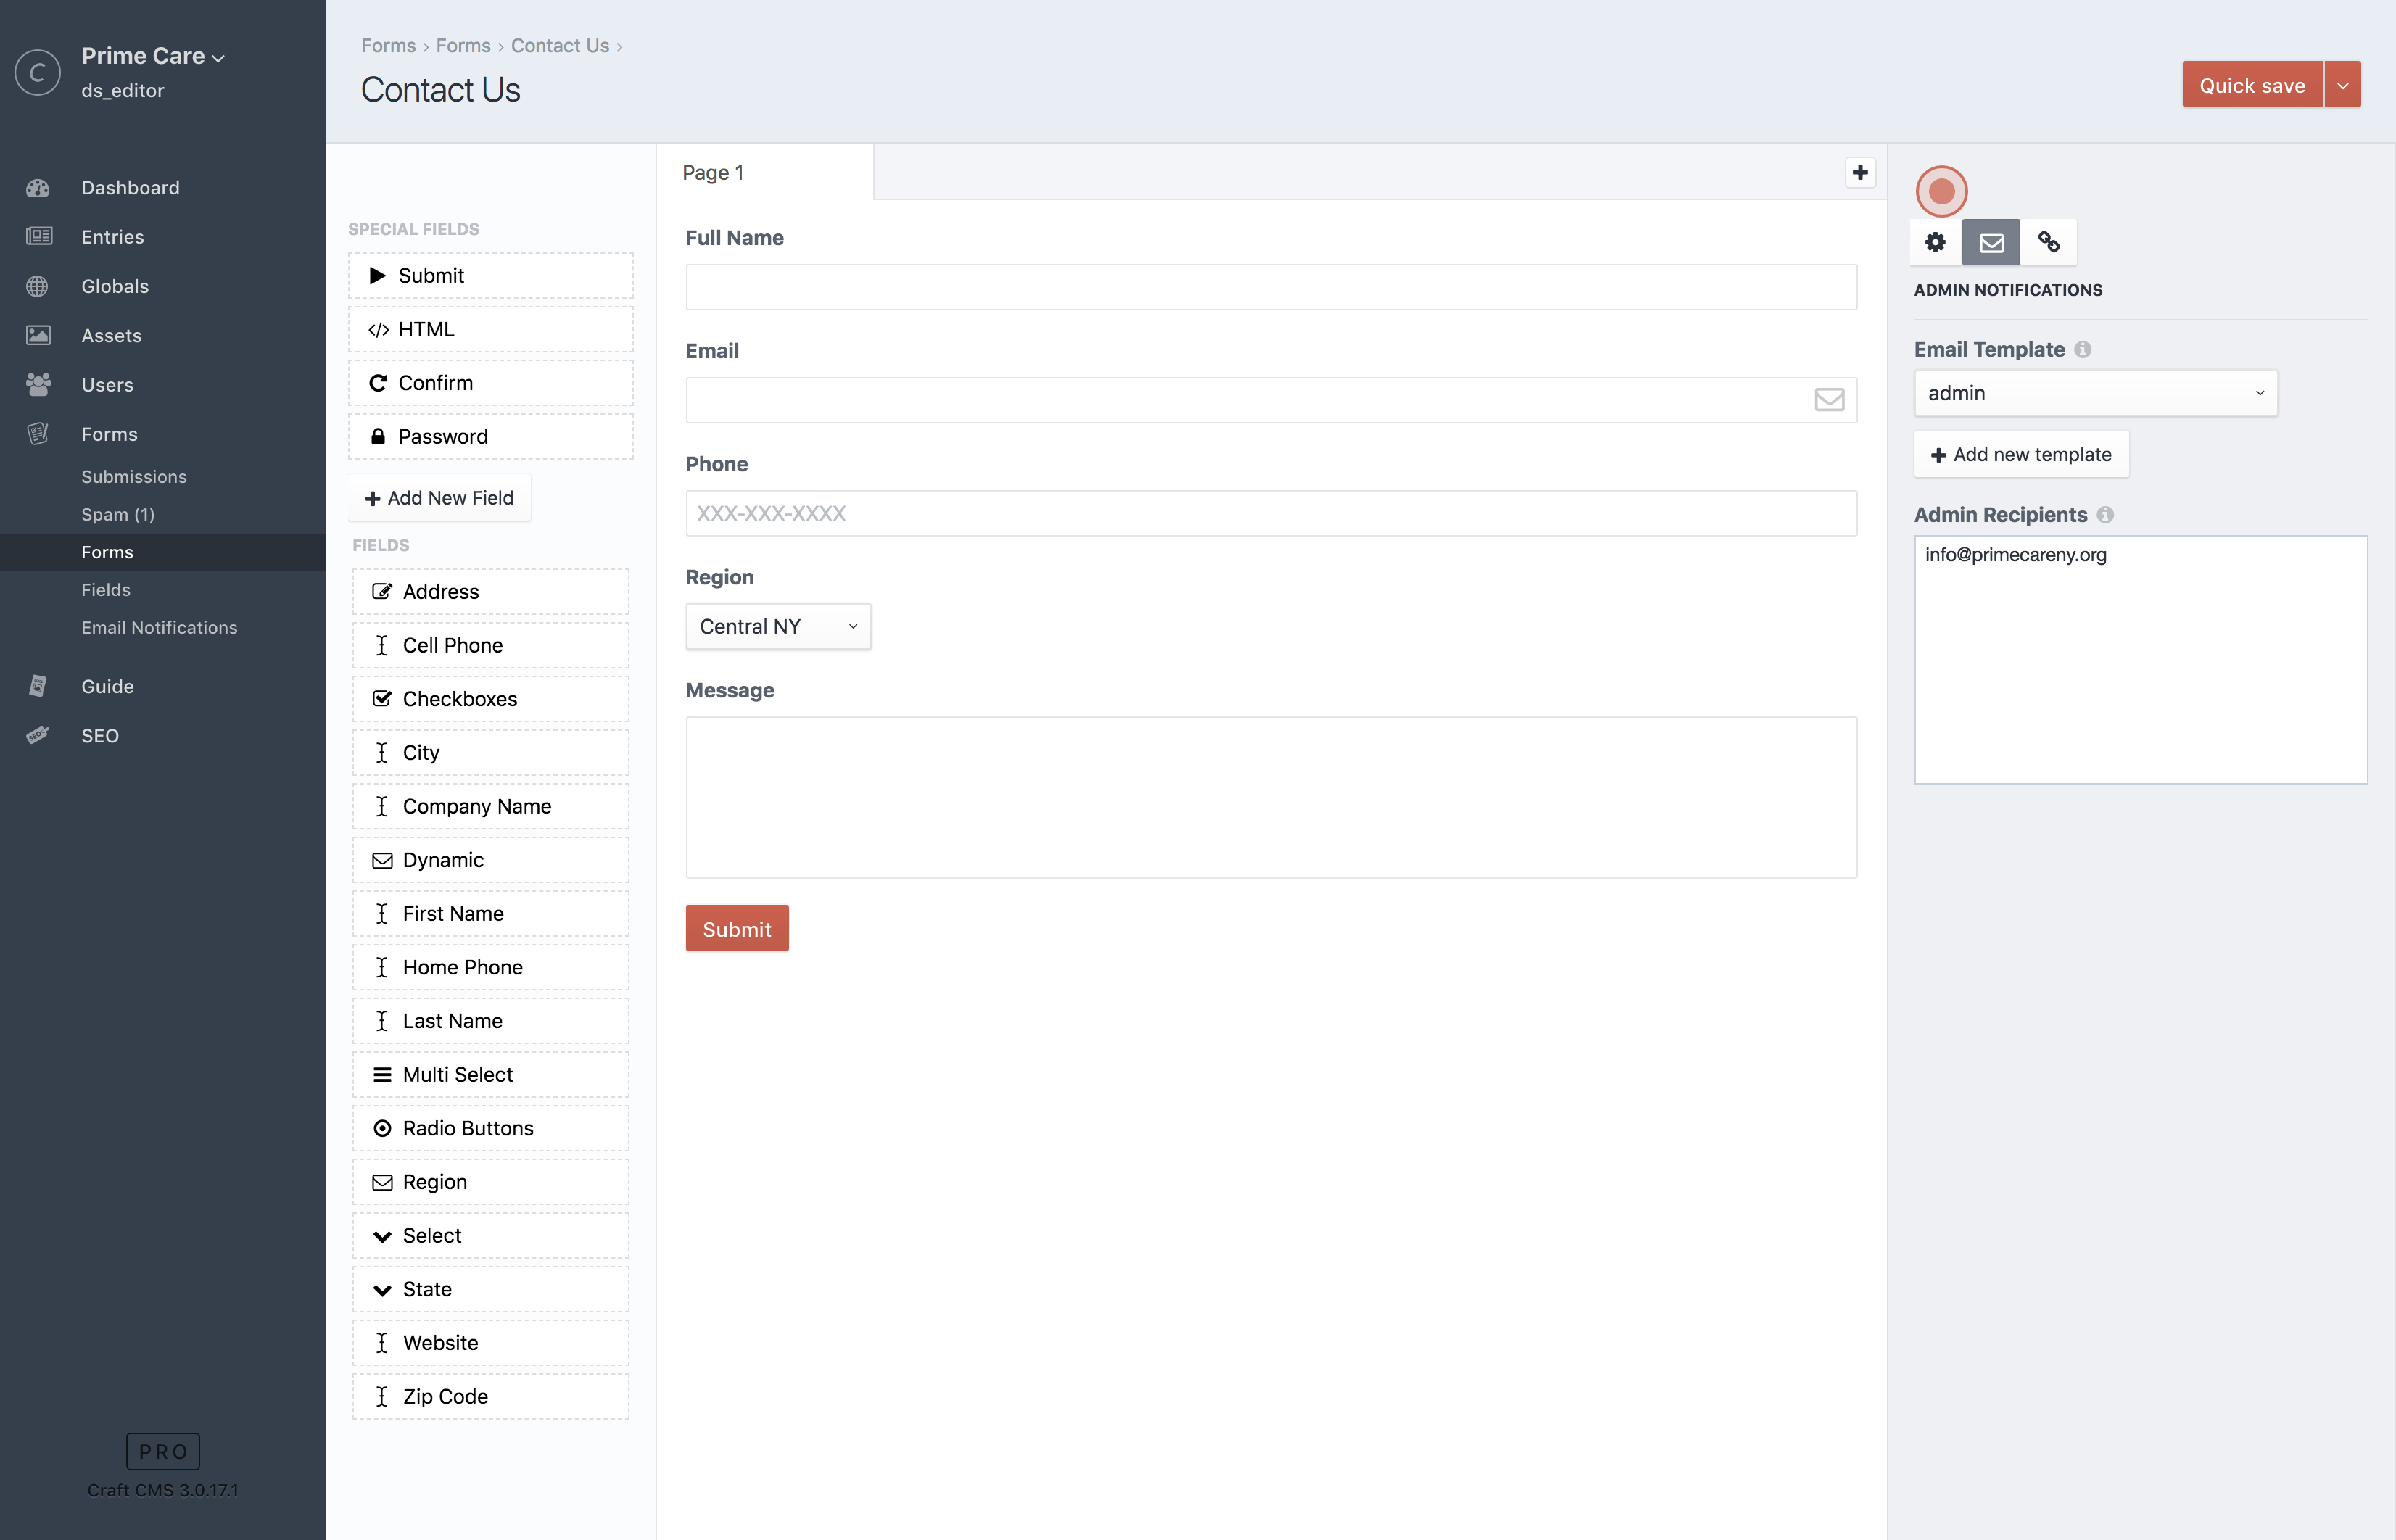 C
Prime Care
ds_editor
Dashboard
Entries
Globals
Assets
Users
Forms
Submissions
Spam (1)
Forms
Fields
Email Notifications
Guide
SEO
PRO
Craft CMS 3.0.17.1
Forms › Forms › Contact Us ›
Contact Us
Quick save
SPECIAL FIELDS
Submit
HTML
Confirm
Password
Add New Field
FIELDS
Address
Cell Phone
Checkboxes
City
Company Name
Dynamic
First Name
Home Phone
Last Name
Multi Select
Radio Buttons
Region
Select
State
Website
Zip Code
Page 1
Full Name
Email
Phone
XXX-XXX-XXXX
Region
Central NY
Message
Submit
ADMIN NOTIFICATIONS
Email Template
admin
Add new template
Admin Recipients
info@primecareny.org